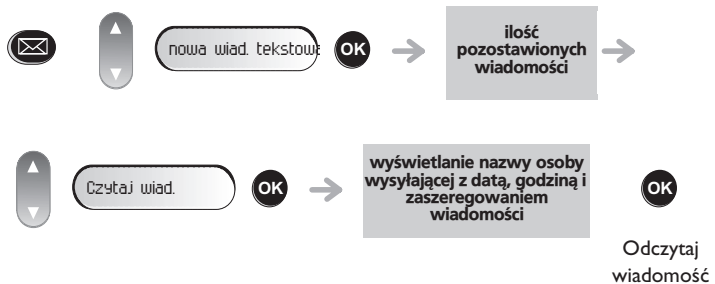 nowa wiad. tekstowa
OK
ilość
pozostawionych
wiadomości
Czytaj wiad.
OK
wyświetlanie nazwy osoby
wysyłającej z datą, godziną i
zaszeregowaniem
wiadomości
OK
Odczytaj
wiadomość